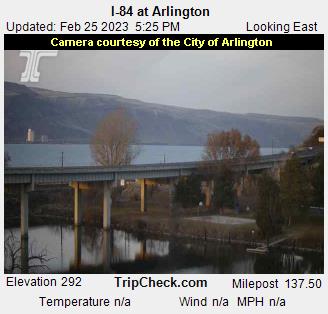 I-84 at Arlington
Updated: Feb 25 2023 5:25 PM Looking East
Camera courtesy of the City of Arlington
Elevation 292 TripCheck.com Milepost 137.50
Temperature n/a Wind n/a MPH n/a